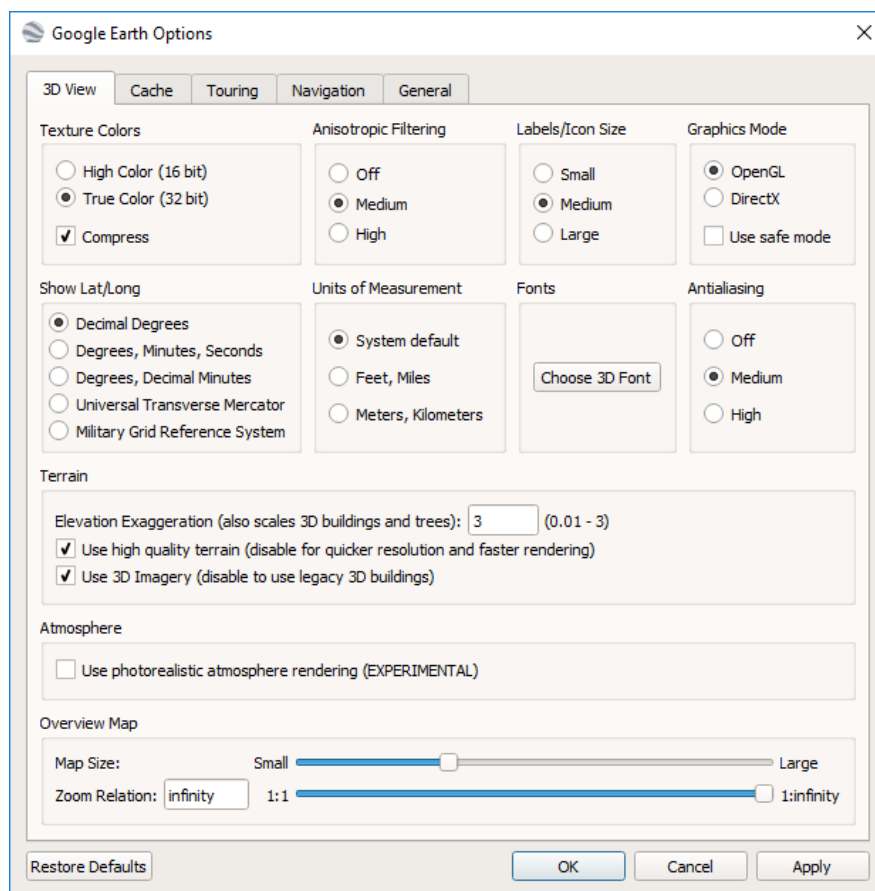 Google Earth Options
3D View Cache Touring Navigation General
Texture Colors
High Color (16 bit)
True Color (32 bit)
Compress
Anisotropic Filtering
Off
Medium
High
Labels/Icon Size
Small
Medium
Large
Graphics Mode
OpenGL
DirectX
Use safe mode
Show Lat/Long
Decimal Degrees
Degrees, Minutes, Seconds
Degrees, Decimal Minutes
Universal Transverse Mercator
Military Grid Reference System
Units of Measurement
System default
Feet, Miles
Meters, Kilometers
Fonts
Choose 3D Font
Antialiasing
Off
Medium
High
Terrain
Elevation Exaggeration (also scales 3D buildings and trees): 3 (0.01 - 3)
Use high quality terrain (disable for quicker resolution and faster rendering)
Use 3D Imagery (disable to use legacy 3D buildings)
Atmosphere
Use photorealistic atmosphere rendering (EXPERIMENTAL)
Overview Map
Map Size: Small Large
Zoom Relation: infinity 1:1 1:infinity
Restore Defaults OK Cancel Apply